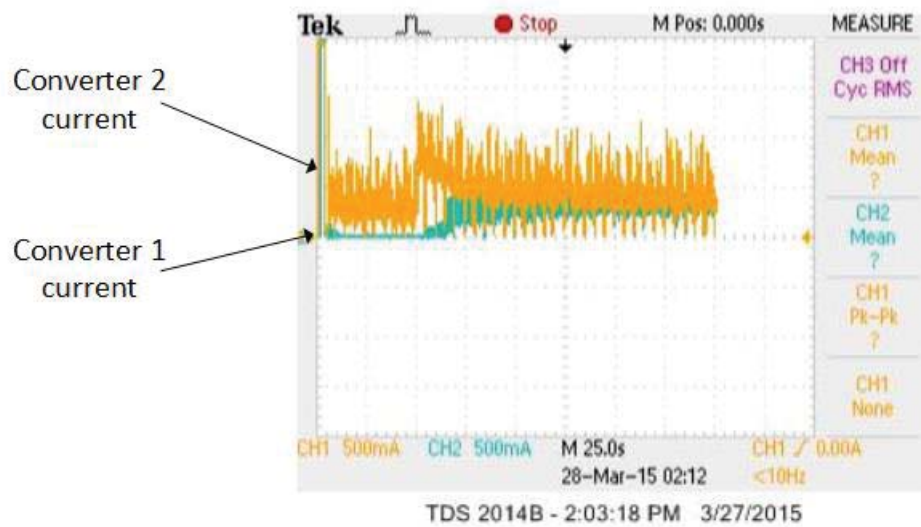 Tek Stop M Pos: 0.000s MEASURE
CH3 Off
Cyc RMS
Converter 2
current
CH1
Mean
?
CH2
Mean
?
Converter 1
current
CH1
Pk-Pk
?
CH1
None
CH1 500mA CH2 500mA M 25.0s CH1 0.00A
28-Mar-15 02:12 <10Hz
TDS 2014B - 2:03:18 PM 3/27/2015